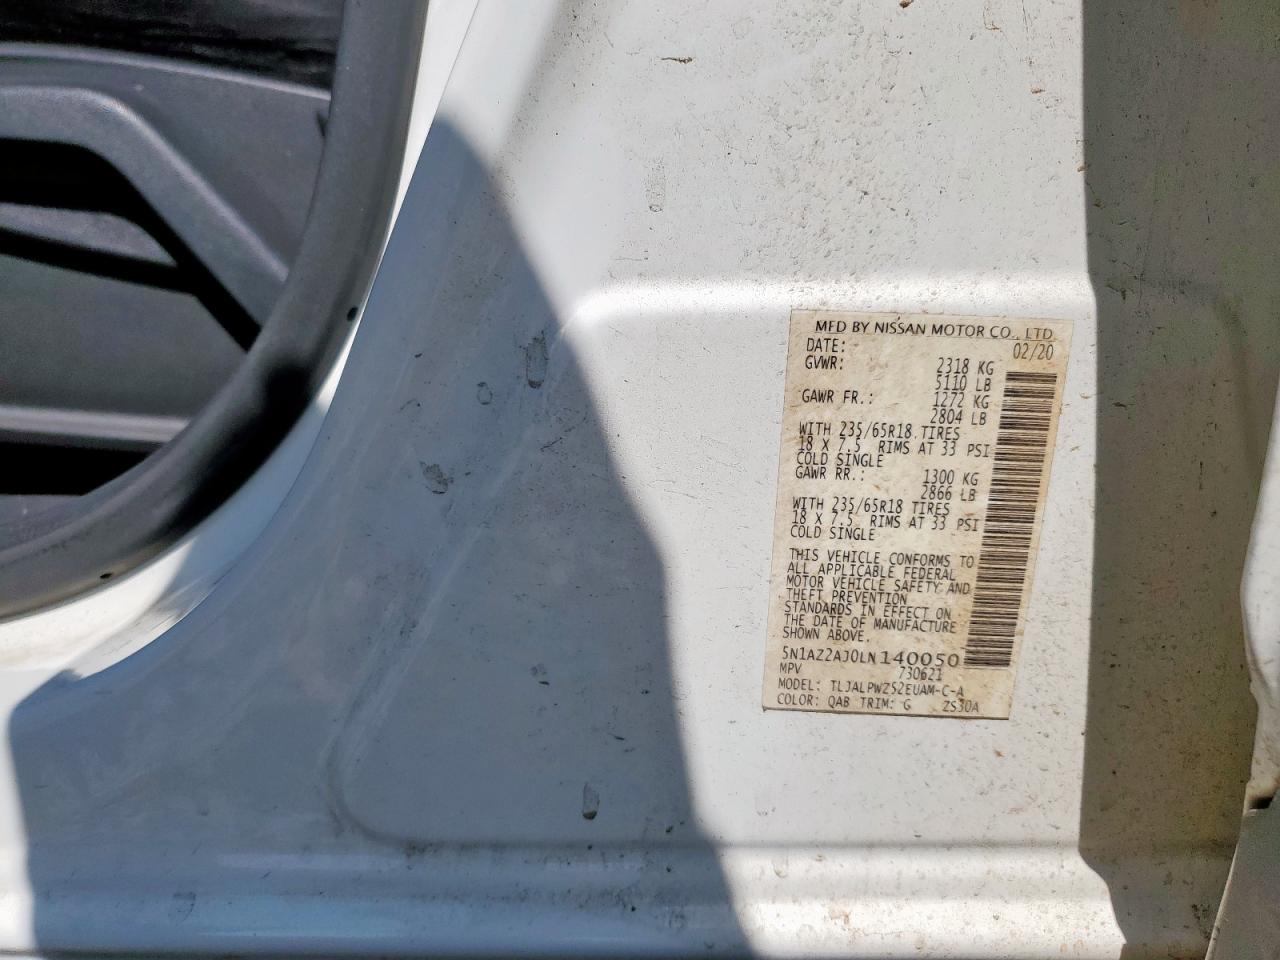 MFD BY NISSAN MOTOR CO., LTD
DATE: 02/20
GVWR: 2318 KG
5110 LB
GAWR FR.: 1272 KG
2804 LB
WITH 235/65R18 TIRES
18 X 7.5 RIMS AT 33 PSI
COLD SINGLE
GAWR RR.: 1300 KG
2866 LB
WITH 235/65R18 TIRES
18 X 7.5 RIMS AT 33 PSI
COLD SINGLE
THIS VEHICLE CONFORMS TO
ALL APPLICABLE FEDERAL
MOTOR VEHICLE SAFETY AND
THEFT PREVENTION
STANDARDS IN EFFECT ON
THE DATE OF MANUFACTURE
SHOWN ABOVE.
5N1AZ2AJ0LN140050
MPV 730621
MODEL: TLJALPWZ52EUAM-C-A
COLOR: QAB TRIM: G ZS30A